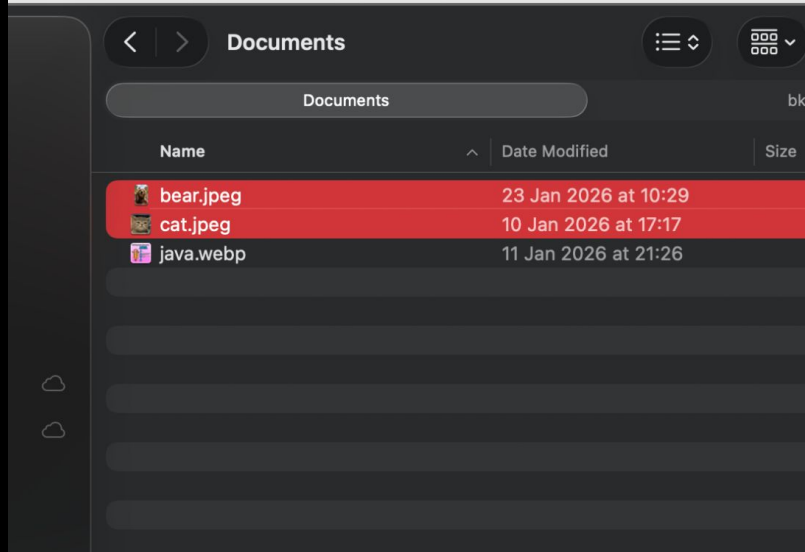 Documents
Documents
bk
Name Date Modified Size
bear.jpeg 23 Jan 2026 at 10:29
cat.jpeg 10 Jan 2026 at 17:17
java.webp 11 Jan 2026 at 21:26